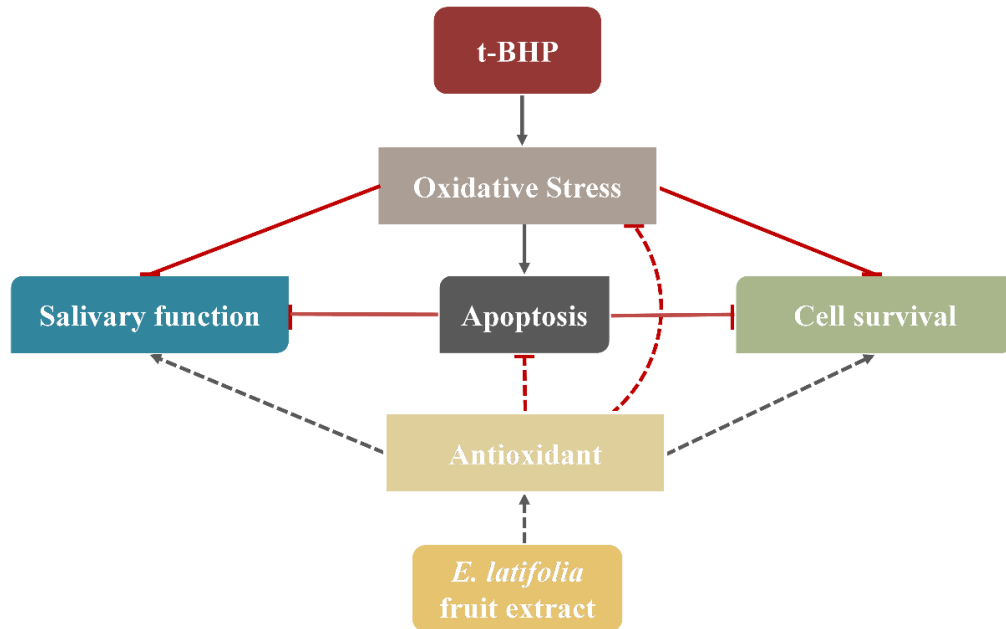 t-BHP
Oxidative Stress
Salivary function
Apoptosis
Cell survival
Antioxidant
E. latifolia
fruit extract